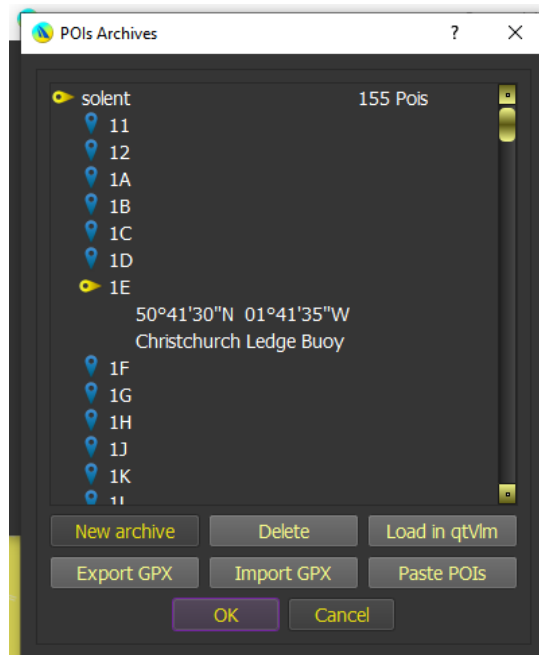 POIs Archives ?
solent 155 Pois
11
12
1A
1B
1C
1D
1E
50°41'30"N 01°41'35"W
Christchurch Ledge Buoy
1F
1G
1H
1J
1K
New archive Delete Load in qtVlm
Export GPX Import GPX Paste POIs
OK Cancel